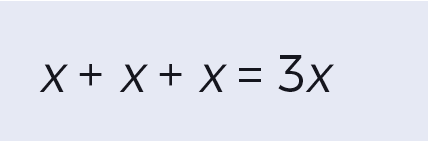 x + x + x = 3x